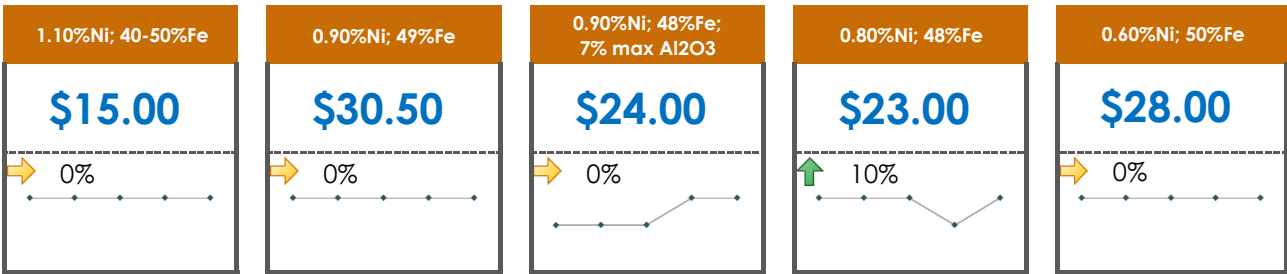 1.10%Ni; 40-50%Fe
$15.00
0%
0.90%Ni; 49%Fe
$30.50
0%
0.90%Ni; 48%Fe;
7% max Al2O3
$24.00
0%
0.80%Ni; 48%Fe
$23.00
10%
0.60%Ni; 50%Fe
$28.00
0%